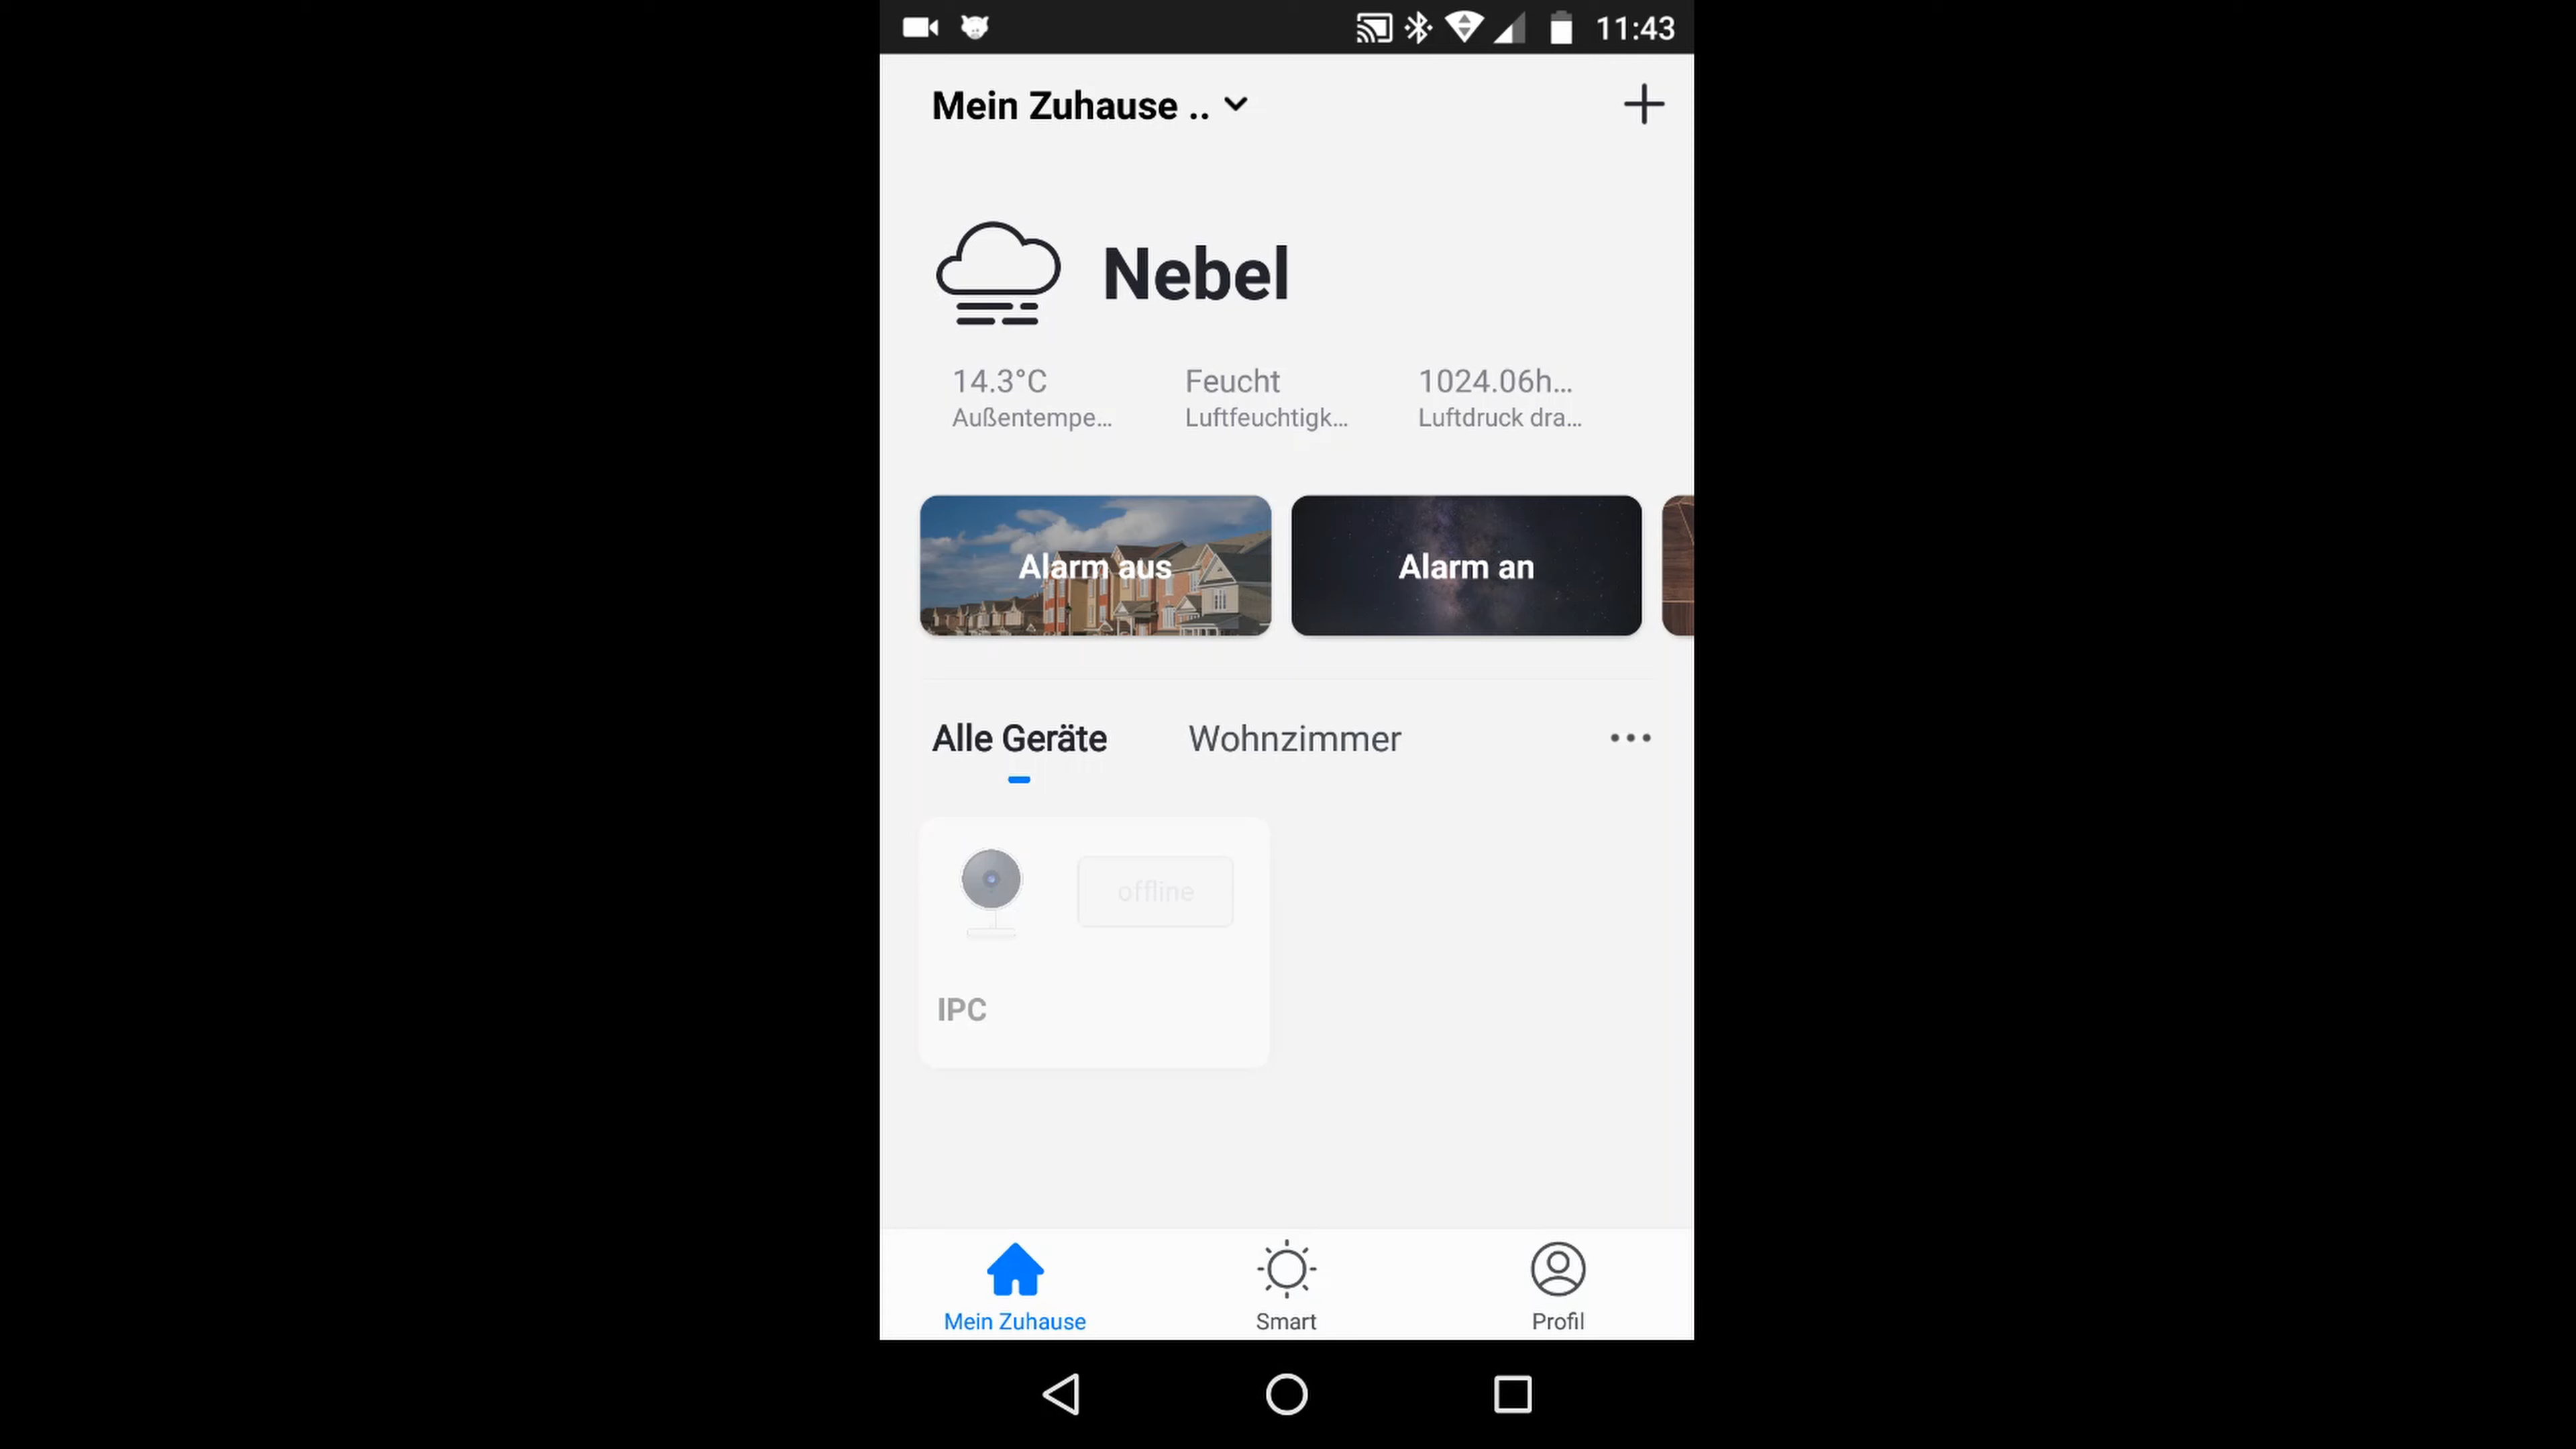 11:43
Mein Zuhause ..
Nebel
14.3°C Feucht 1024.06h...
Außentempe... Luftfeuchtigk... Luftdruck dra...
Alarm aus Alarm an
Alle Geräte Wohnzimmer
offline
IPC
Mein Zuhause Smart Profil